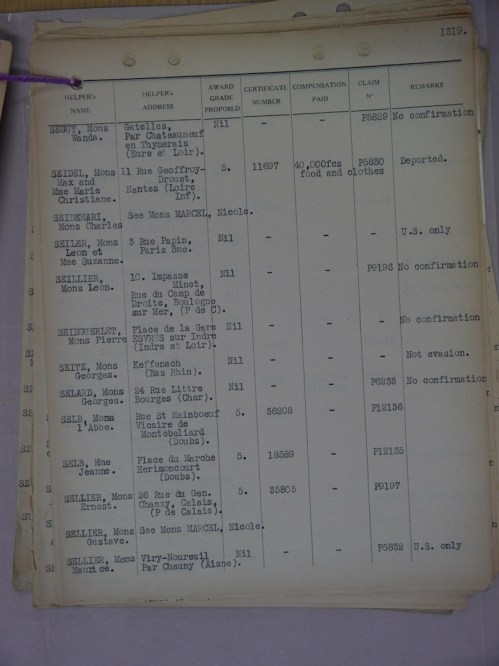 1319.
HELPER's NAME HELPER's ADDRESS AWARD GRADE PROPOSED CERTIFICATE NUMBER COMPENSATION PAID CLAIM No REMARKS
SEGUY, Mons Gatelles, Nil - - P5829 No confirmation
Wanda. Par Chateauneuf
en Thymerais
(Eure et Loir).
SEIDEL, Mons 11 Rue Geoffroy- 5. 11697 40,000fcs P5830 Deported.
Max and Drouet, food and clothes
Mme Marie Nantes (Loire
Christiane. Inf).
SEIDENARI, See Mons MARCEL, Nicole.
Mons Charles
SEILER, Mons 5 Rue Papin, Nil - - - U.S. only
Leon et Paris 3me.
Mme Suzanne.
SEILLIER, 10. Impasse Nil - - P9196 No confirmation
Mons Leon. Minot,
Rue du Camp de
Droite, Boulogne
sur Mer, (P de C).
SEINGUERLET, Place de la Gare Nil - - No confirmation
Mons Pierre ESVRES sur Indre
(Indre et Loir).
SEITZ, Mons Keffenach Nil - - - Not evasion.
Georges. (Bas Rhin).
SELARD, Mons 24 Rue Littre Nil - - P6233 No confirmation
Georges. Bourges (Cher).
SELB, Mons Rue St Mainboeuf 5. 36208 - P12136
l'Abbe. Vicaire de
Montebeliard
(Doubs).
SELB, Mme Place du Marche 5. 18589 - P12135
Jeanne. Herimoncourt
(Doubs).
SELLIER, Mons 26 Rue du Gen. 5. 35805 - P9197
Ernest. Chanzy, Calais,
(P de Calais).
SELLIER, Mons See Mons MARCEL, Nicole.
Gustave.
SELLIER, Mons Viry-Noureuil Nil - - P5832 U.S. only
Maurice. Par Chauny (Aisne).